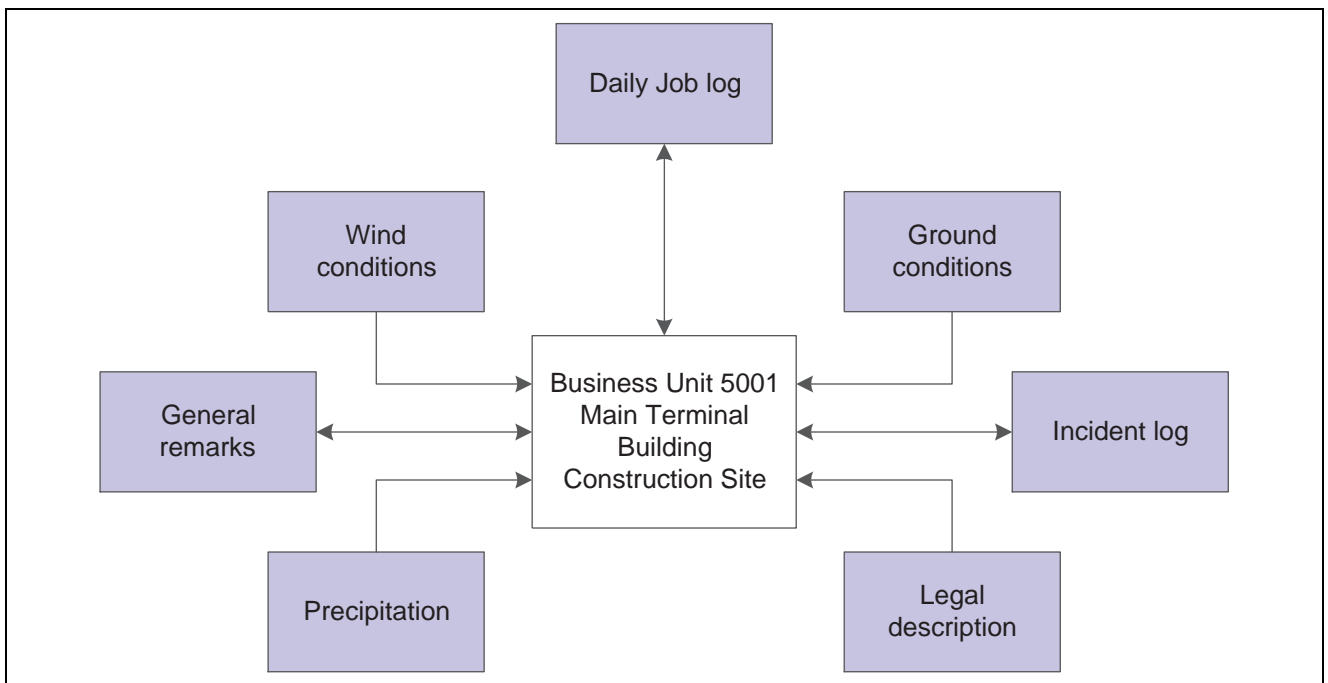 Daily Job log
Wind
conditions
Ground
conditions
General
remarks
Business Unit 5001
Main Terminal
Building
Construction Site
Incident log
Precipitation
Legal
description